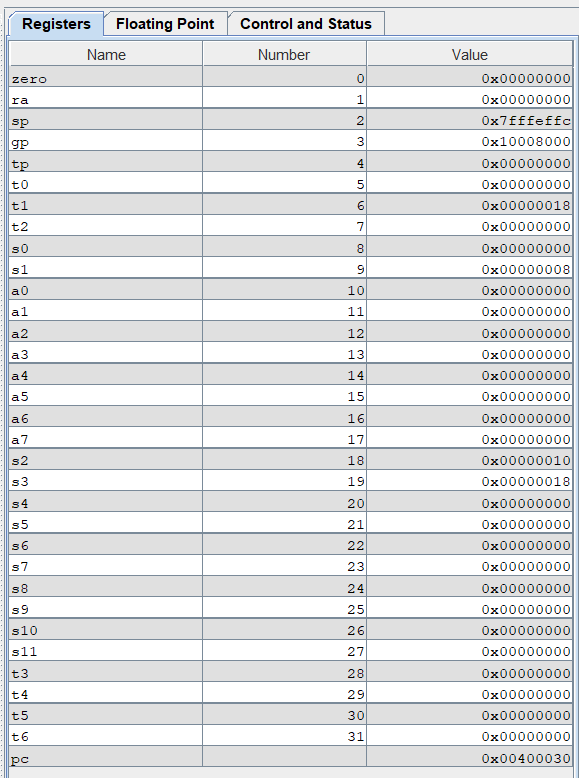 Registers Floating Point Control and Status
Name Number Value
zero 0 0x00000000
ra 1 0x00000000
sp 2 0x7fffeffc
gp 3 0x10008000
tp 4 0x00000000
t0 5 0x00000000
t1 6 0x00000018
t2 7 0x00000000
s0 8 0x00000000
s1 9 0x00000008
a0 10 0x00000000
a1 11 0x00000000
a2 12 0x00000000
a3 13 0x00000000
a4 14 0x00000000
a5 15 0x00000000
a6 16 0x00000000
a7 17 0x00000000
s2 18 0x00000010
s3 19 0x00000018
s4 20 0x00000000
s5 21 0x00000000
s6 22 0x00000000
s7 23 0x00000000
s8 24 0x00000000
s9 25 0x00000000
s10 26 0x00000000
s11 27 0x00000000
t3 28 0x00000000
t4 29 0x00000000
t5 30 0x00000000
t6 31 0x00000000
pc 0x00400030